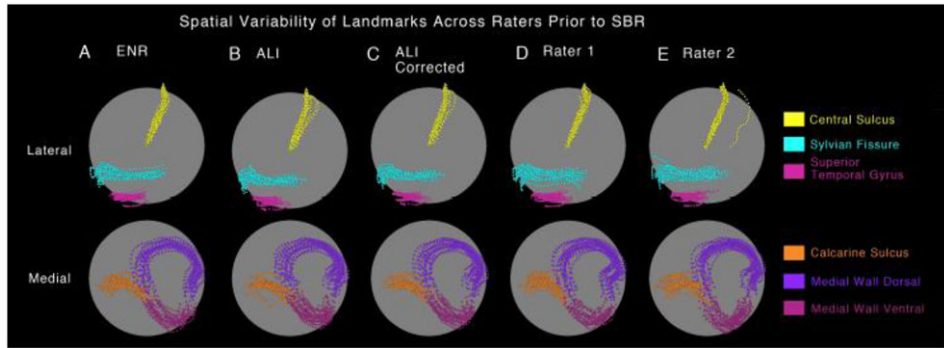 Spatial Variability of Landmarks Across Raters Prior to SBR
A ENR B ALI C ALI Corrected D Rater 1 E Rater 2
Lateral
Central Sulcus
Sylvian Fissure
Superior
Temporal Gyrus
Medial
Calcarine Sulcus
Medial Wall Dorsal
Medial Wall Ventral